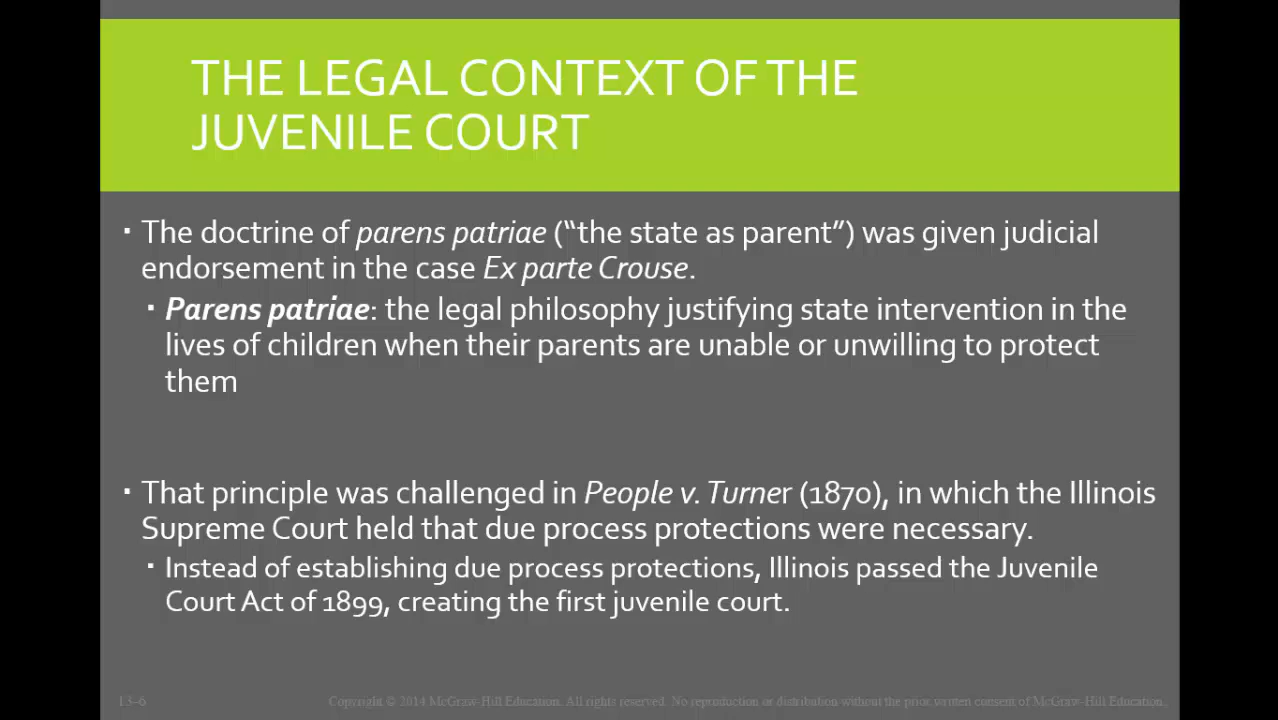 THE LEGAL CONTEXT OF THE
JUVENILE COURT
▪ The doctrine of parens patriae (“the state as parent”) was given judicial
endorsement in the case Ex parte Crouse.
▪ Parens patriae: the legal philosophy justifying state intervention in the
lives of children when their parents are unable or unwilling to protect
them
▪ That principle was challenged in People v. Turner (1870), in which the Illinois
Supreme Court held that due process protections were necessary.
▪ Instead of establishing due process protections, Illinois passed the Juvenile
Court Act of 1899, creating the first juvenile court.
13-6 Copyright © 2014 McGraw-Hill Education. All rights reserved. No reproduction or distribution without the prior written consent of McGraw-Hill Education.